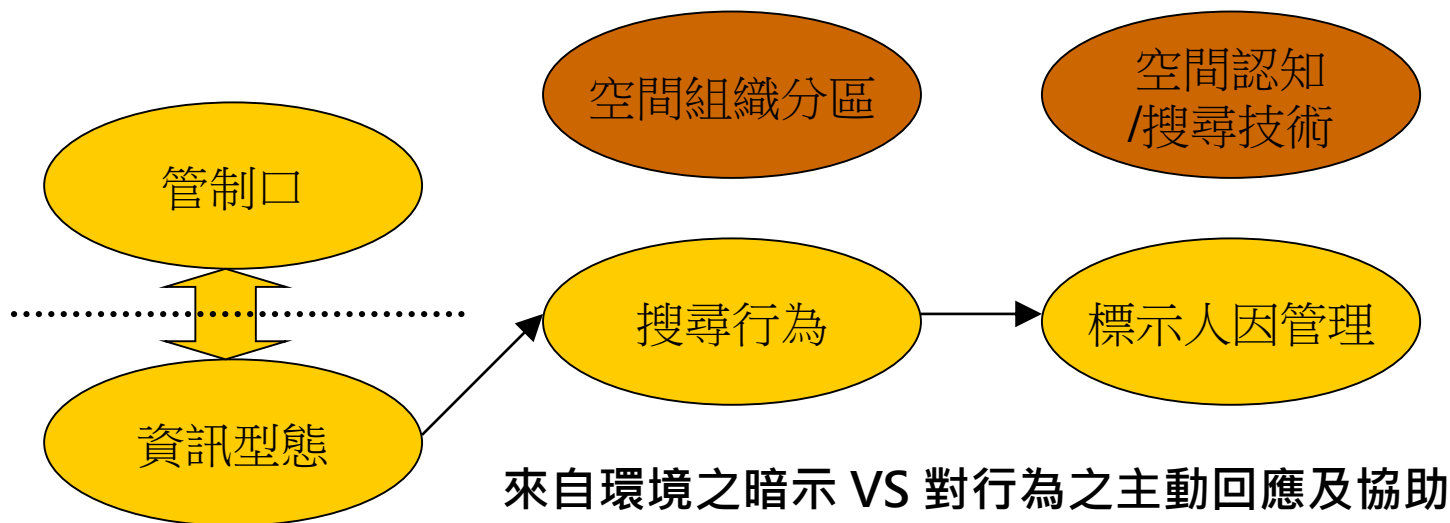 空間組織分區
空間認知
/搜尋技術
管制口
搜尋行為
標示人因管理
資訊型態
來自環境之暗示 VS 對行為之主動回應及協助